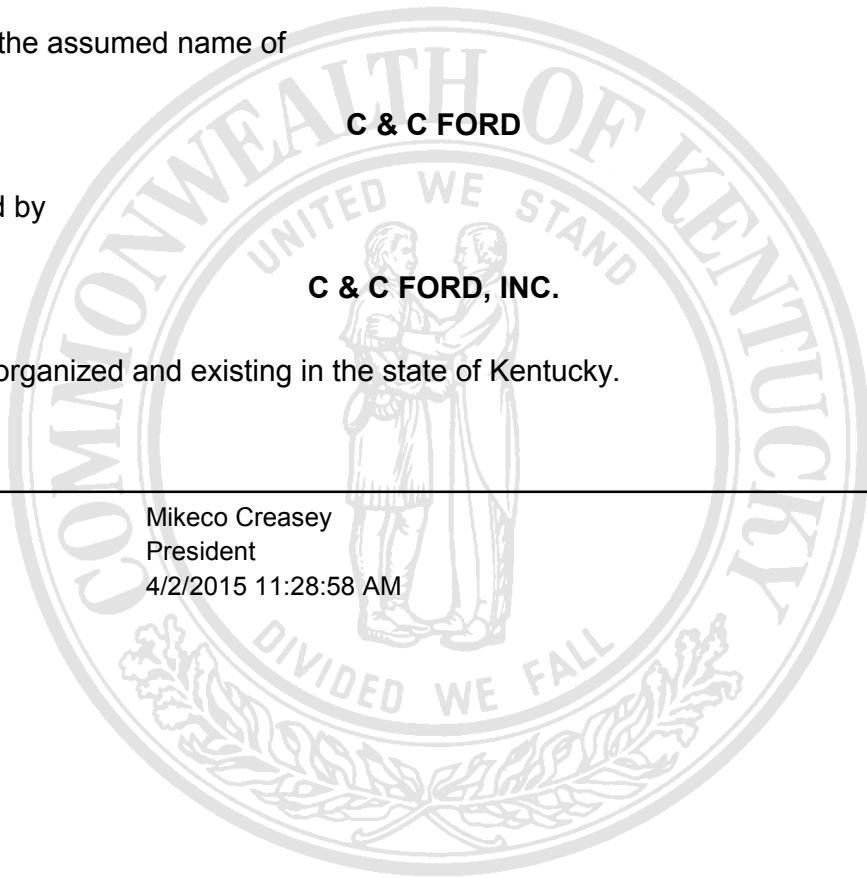 the assumed name of
C & C FORD
d by
C & C FORD, INC.
organized and existing in the state of Kentucky.
Mikeco Creasey
President
4/2/2015 11:28:58 AM
COMMONWEALTH OF KENTUCKY
UNITED WE STAND
DIVIDED WE FALL